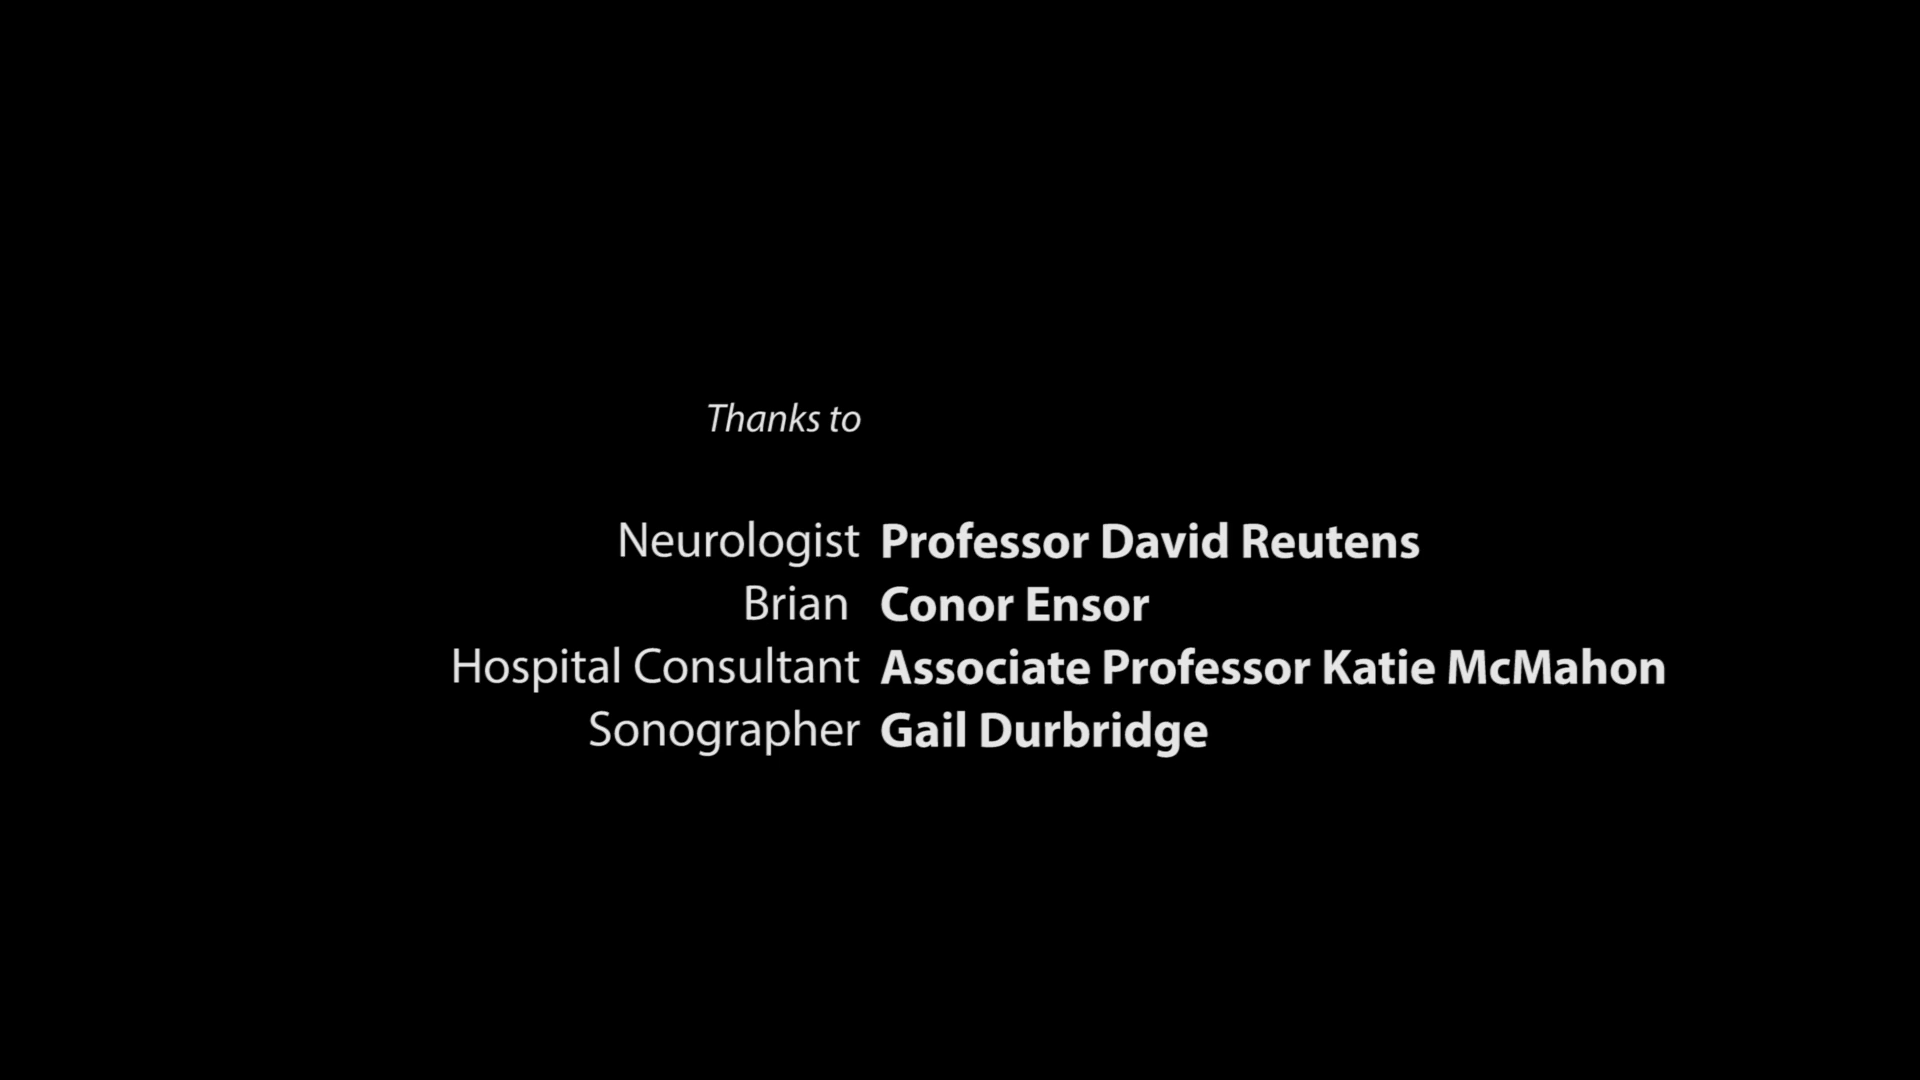 Thanks to
Neurologist Professor David Reutens
Brian Conor Ensor
Hospital Consultant Associate Professor Katie McMahon
Sonographer Gail Durbridge